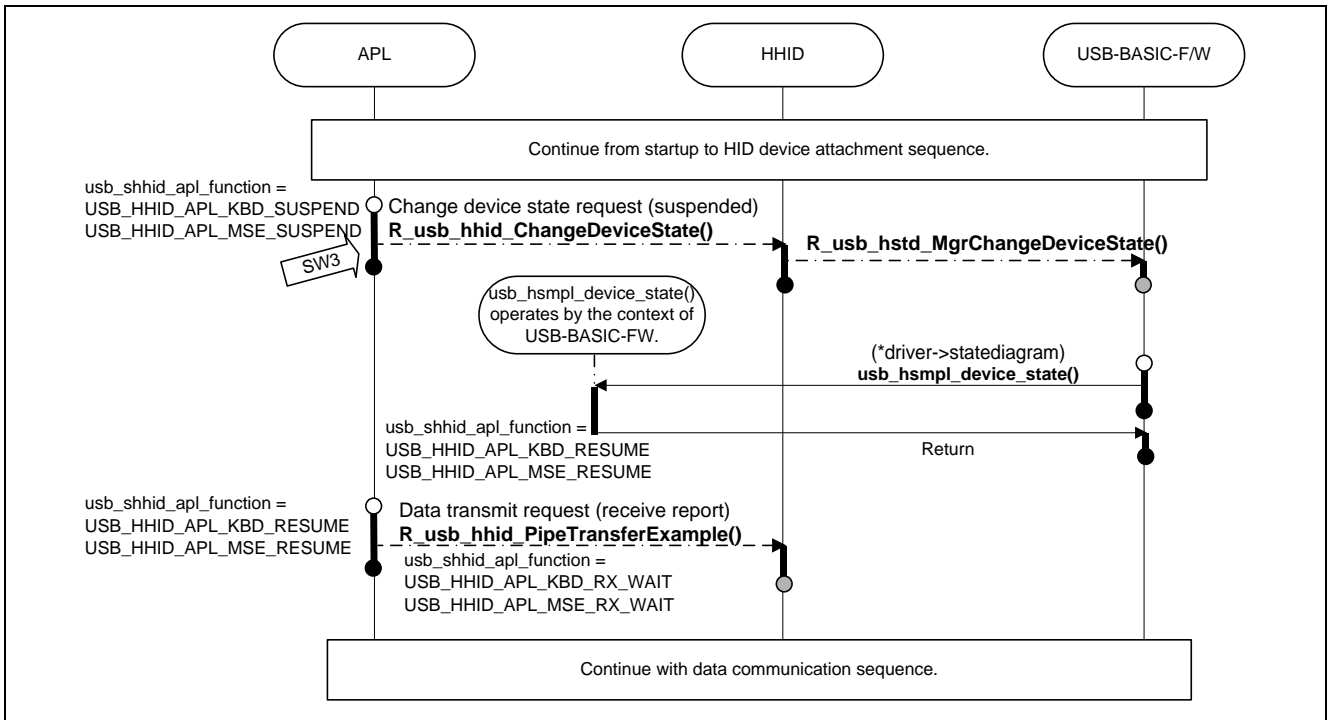 APL
HHID
USB-BASIC-F/W
Continue from startup to HID device attachment sequence.
usb_shhid_apl_function =
USB_HHID_APL_KBD_SUSPEND
USB_HHID_APL_MSE_SUSPEND
Change device state request (suspended)
R_usb_hhid_ChangeDeviceState()
R_usb_hstd_MgrChangeDeviceState()
SW3
usb_hsmpl_device_state()
operates by the context of
USB-BASIC-FW.
(*driver->statediagram)
usb_hsmpl_device_state()
usb_shhid_apl_function =
USB_HHID_APL_KBD_RESUME
USB_HHID_APL_MSE_RESUME
Return
usb_shhid_apl_function =
USB_HHID_APL_KBD_RESUME
USB_HHID_APL_MSE_RESUME
Data transmit request (receive report)
R_usb_hhid_PipeTransferExample()
usb_shhid_apl_function =
USB_HHID_APL_KBD_RX_WAIT
USB_HHID_APL_MSE_RX_WAIT
Continue with data communication sequence.